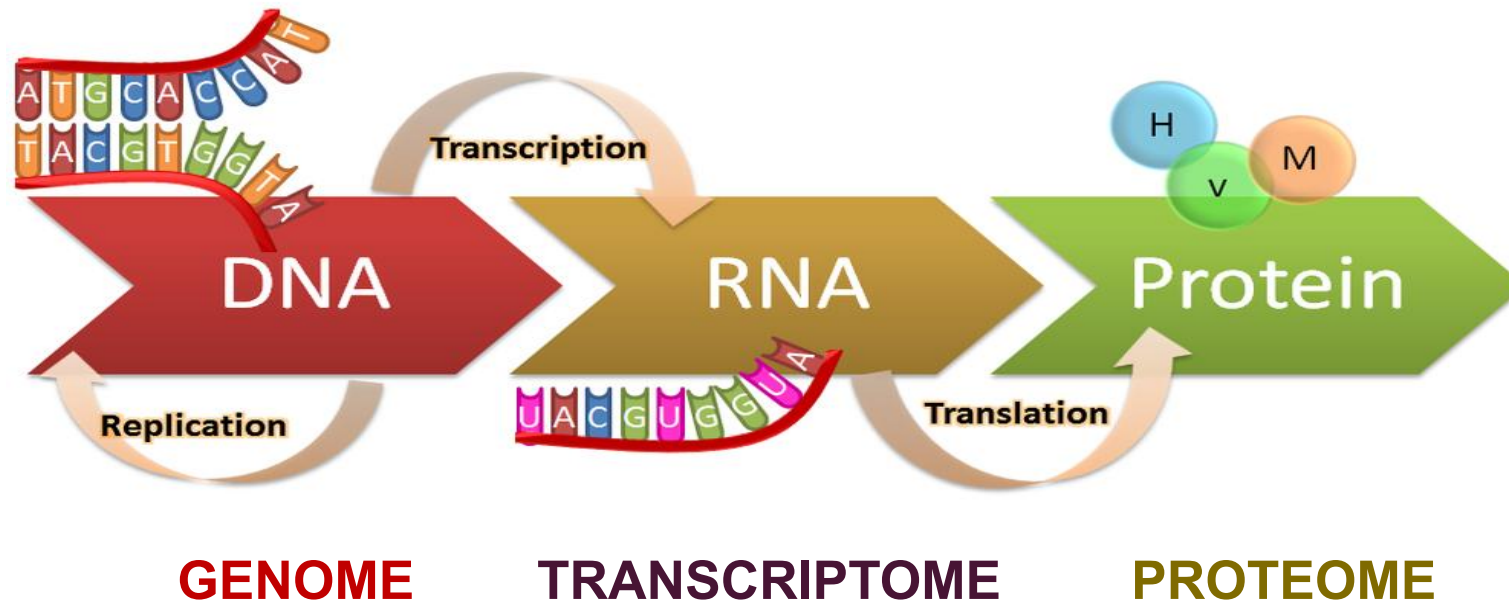 ATGCACCAT
TACGTGGTA
Transcription
H
V
M
DNA
RNA
Protein
UACGUGGUA
Replication
Translation
GENOME TRANSCRIPTOME PROTEOME